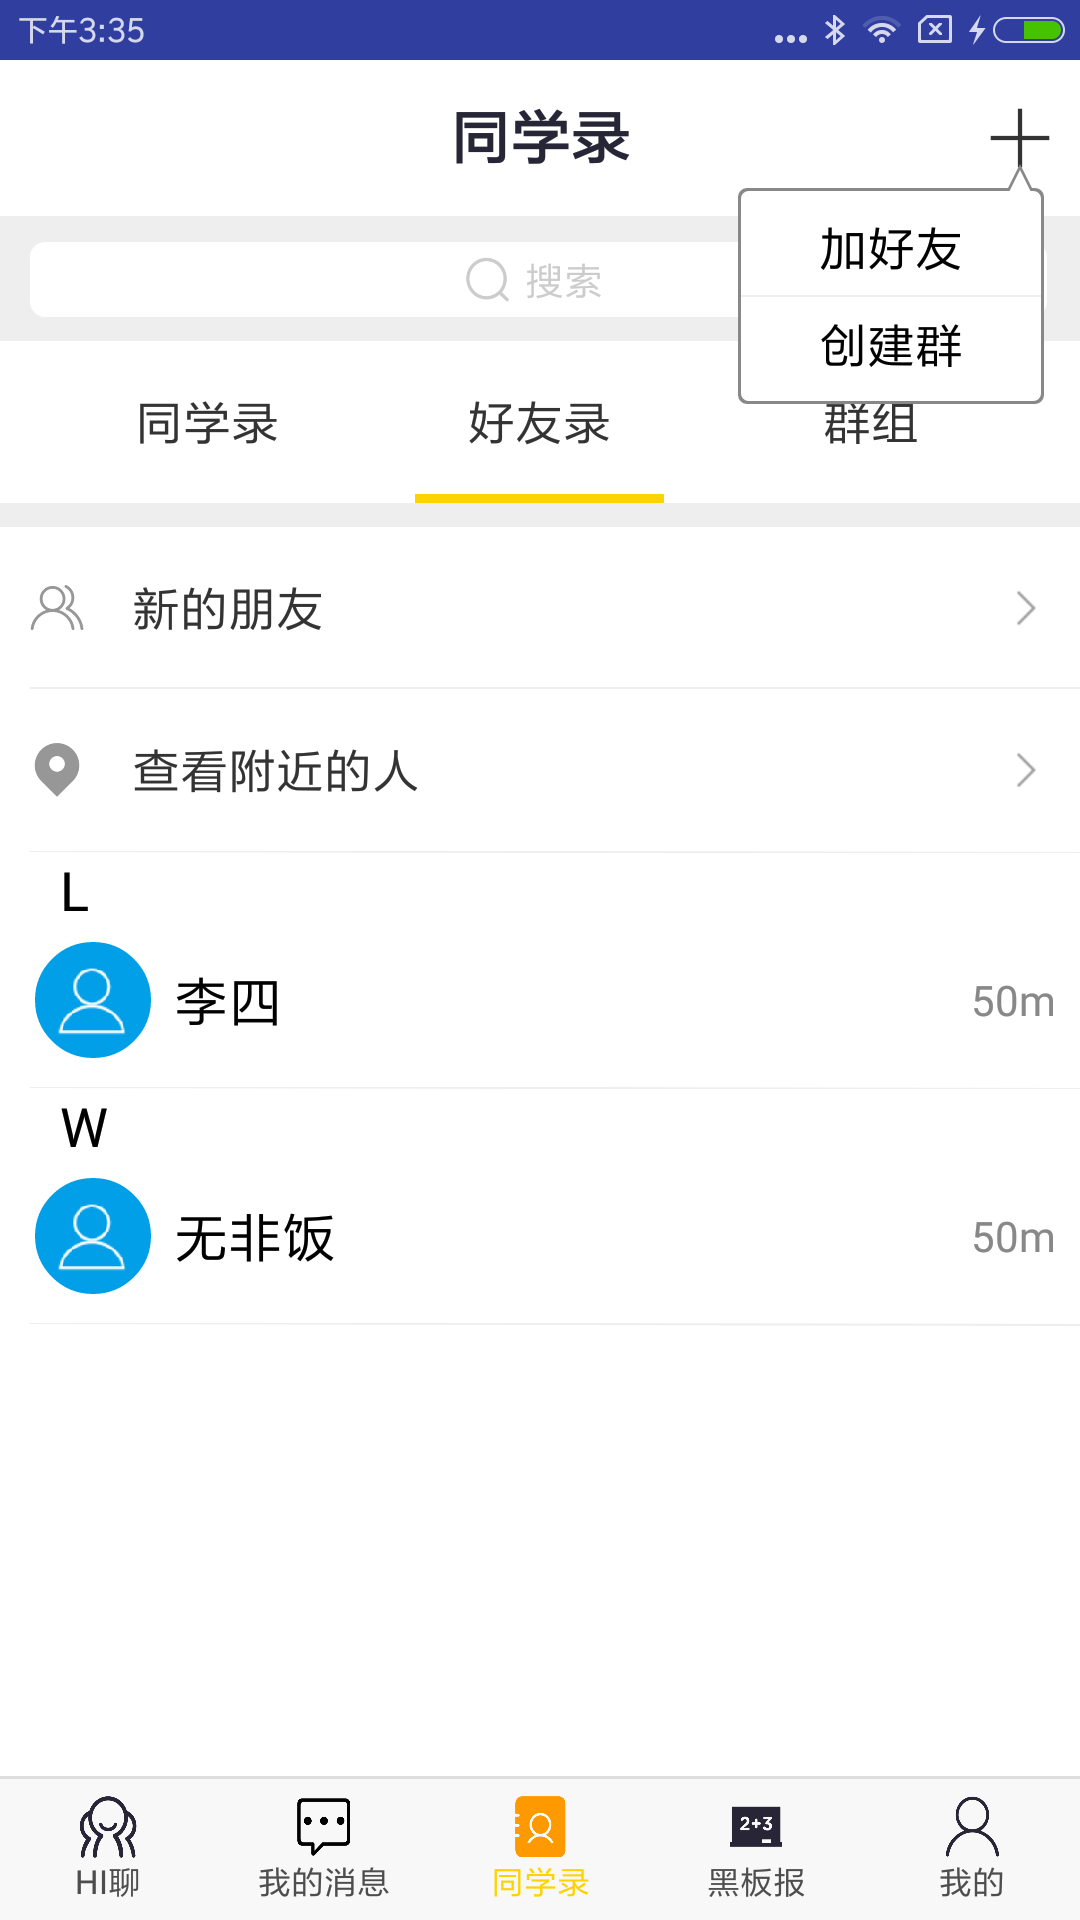 下午3:35
同学录
加好友
搜索
创建群
同学录
好友录
群组
新的朋友
查看附近的人
L
李四
50m
W
无非饭
50m
2+3
HI聊
我的消息
同学录
黑板报
我的